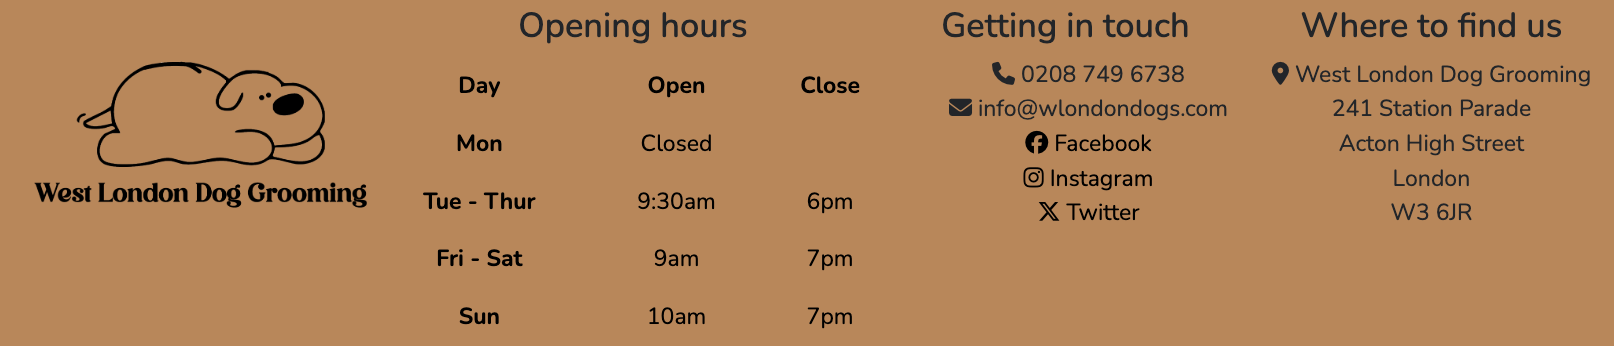 West London Dog Grooming
Opening hours
Day Open Close
Mon Closed
Tue - Thur 9:30am 6pm
Fri - Sat 9am 7pm
Sun 10am 7pm
Getting in touch
0208 749 6738
info@wlondondogs.com
Facebook
Instagram
Twitter
Where to find us
West London Dog Grooming
241 Station Parade
Acton High Street
London
W3 6JR